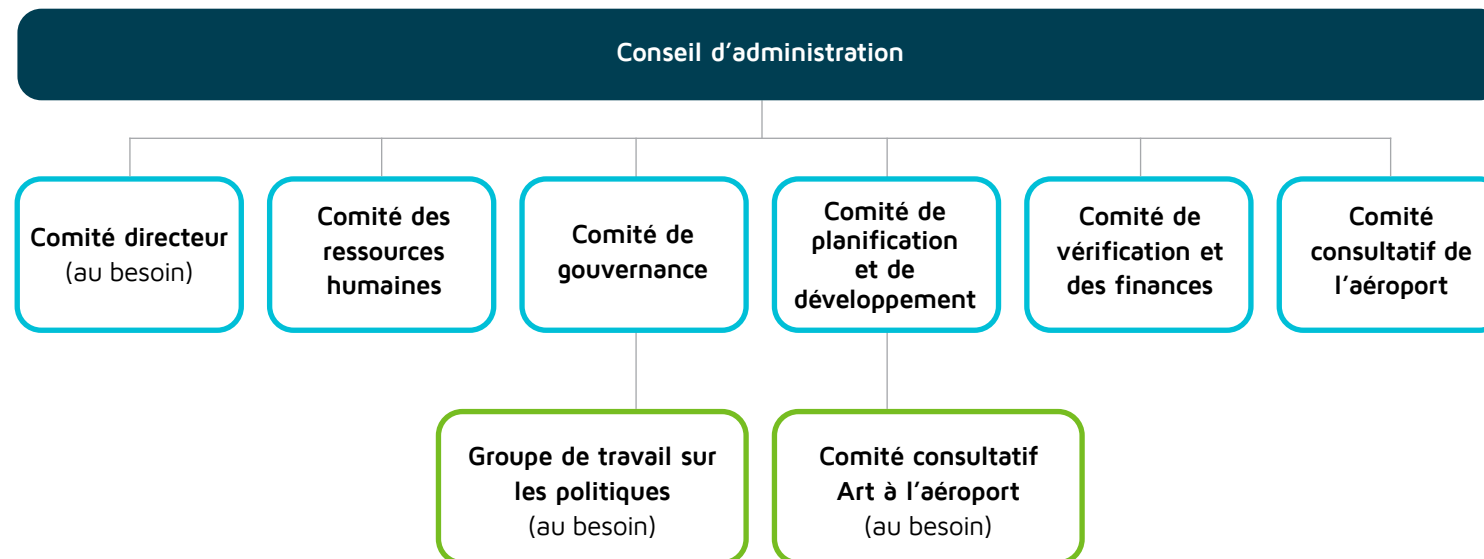 Conseil d’administration
Comité directeur
(au besoin)
Comité des
ressources
humaines
Comité de
gouvernance
Comité de
planification
et de
développement
Comité de
vérification et
des finances
Comité
consultatif de
l’aéroport
Groupe de travail sur
les politiques
(au besoin)
Comité consultatif
Art à l’aéroport
(au besoin)